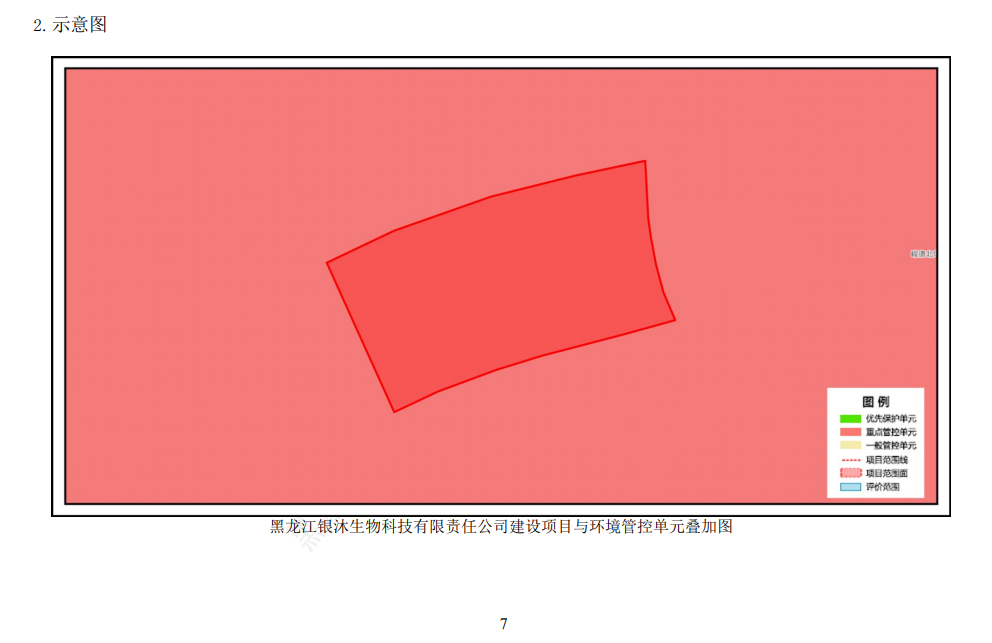 2. 示意图
图 例
优先保护单元
重点管控单元
一般管控单元
项目范围线
项目范围面
评价范围
黑龙江银沐生物科技有限责任公司建设项目与环境管控单元叠加图
7